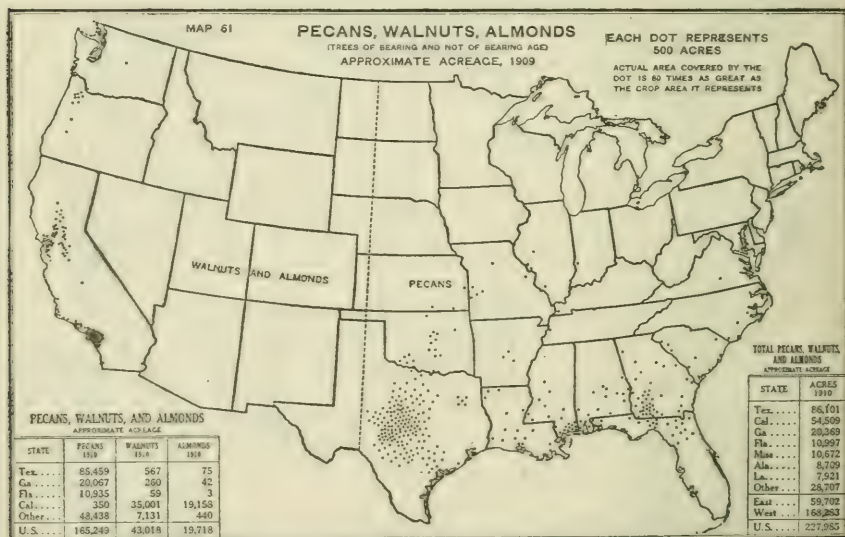 MAP 61
PECANS, WALNUTS, ALMONDS
(TREES OF BEARING AND NOT OF BEARING AGE)
APPROXIMATE ACREAGE, 1909
EACH DOT REPRESENTS
500 ACRES
ACTUAL AREA COVERED BY THE
DOT IS 60 TIMES AS GREAT AS
THE CROP AREA IT REPRESENTS
WALNUTS AND ALMONDS
PECANS
PECANS, WALNUTS, AND ALMONDS
APPROXIMATE ACREAGE
STATE PECANS 1910 WALNUTS 1910 ALMONDS 1910
Tex..... 85,459 567 75
Ga..... 20,067 260 42
Fla..... 10,935 59 3
Cal..... 350 35,001 19,158
Other... 48,438 7,131 440
U.S..... 165,249 43,018 19,718
TOTAL PECANS, WALNUTS,
AND ALMONDS
APPROXIMATE ACREAGE
STATE ACRES 1910
Tex..... 86,101
Cal..... 54,509
Ga..... 20,369
Fla..... 10,997
Miss.... 10,672
Ala..... 8,709
La..... 7,921
Other... 28,707
East.... 59,702
West.... 168,283
U.S..... 227,985